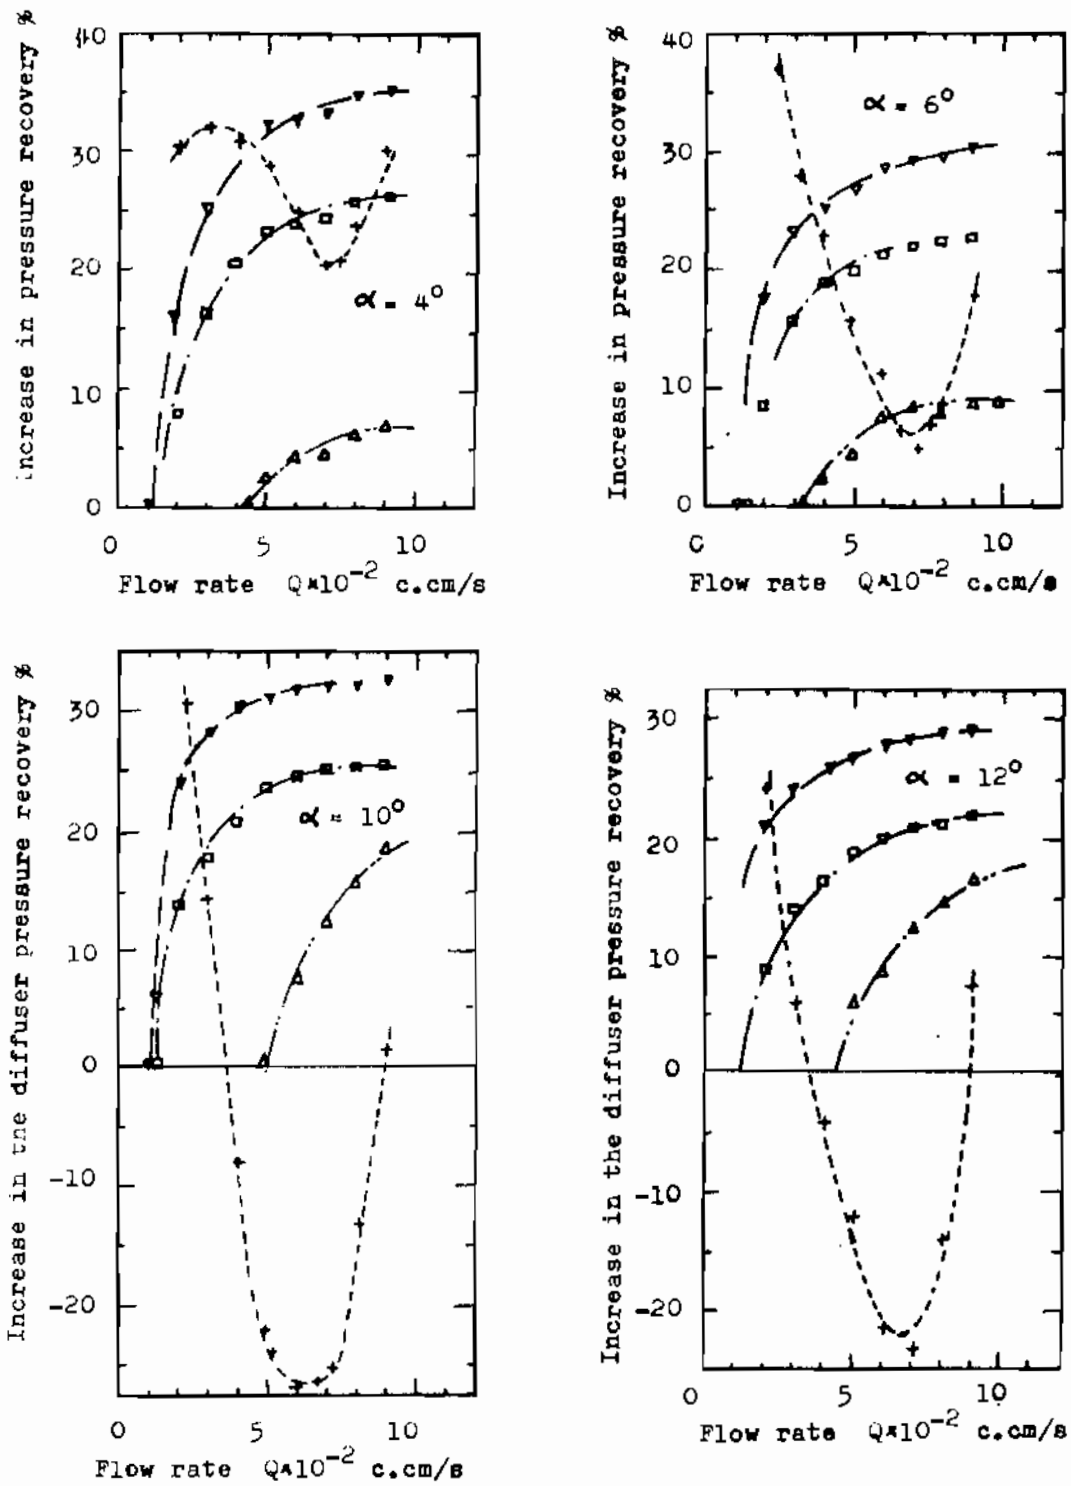 Increase in pressure recovery %
40
30
20
10
0
α = 4°
0 5 10
Flow rate Q*10^-2 c.cm/s
Increase in pressure recovery %
40
30
20
10
0
α = 6°
0 5 10
Flow rate Q*10^-2 c.cm/s
Increase in the diffuser pressure recovery %
30
20
10
0
-10
-20
α = 10°
0 5 10
Flow rate Q*10^-2 c.cm/s
Increase in the diffuser pressure recovery %
30
20
10
0
-10
-20
α = 12°
0 5 10
Flow rate Q*10^-2 c.cm/s